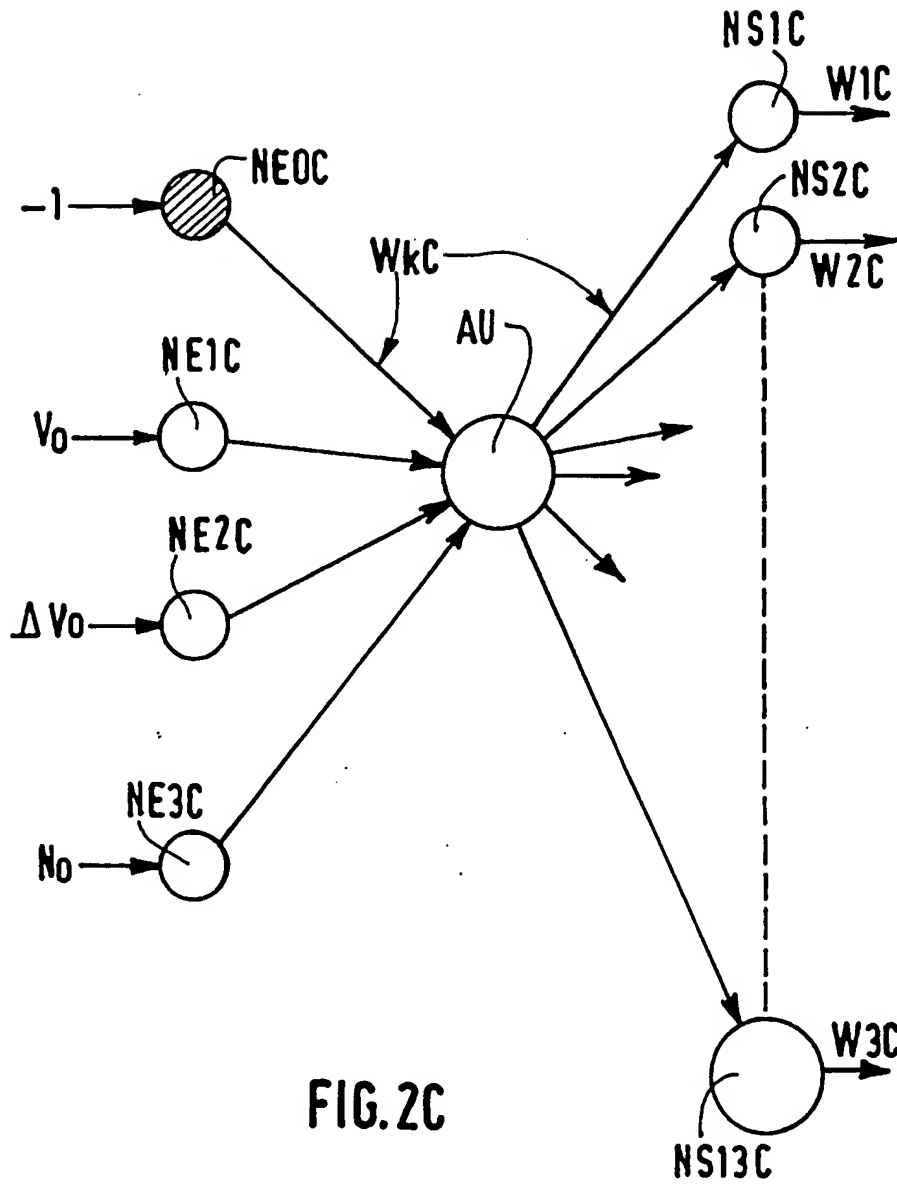 NS1C
W1C
NE0C
-1
NS2C
WkC
W2C
AU
NE1C
V0
NE2C
ΔV0
NE3C
N0
W3C
FIG. 2C
NS13C